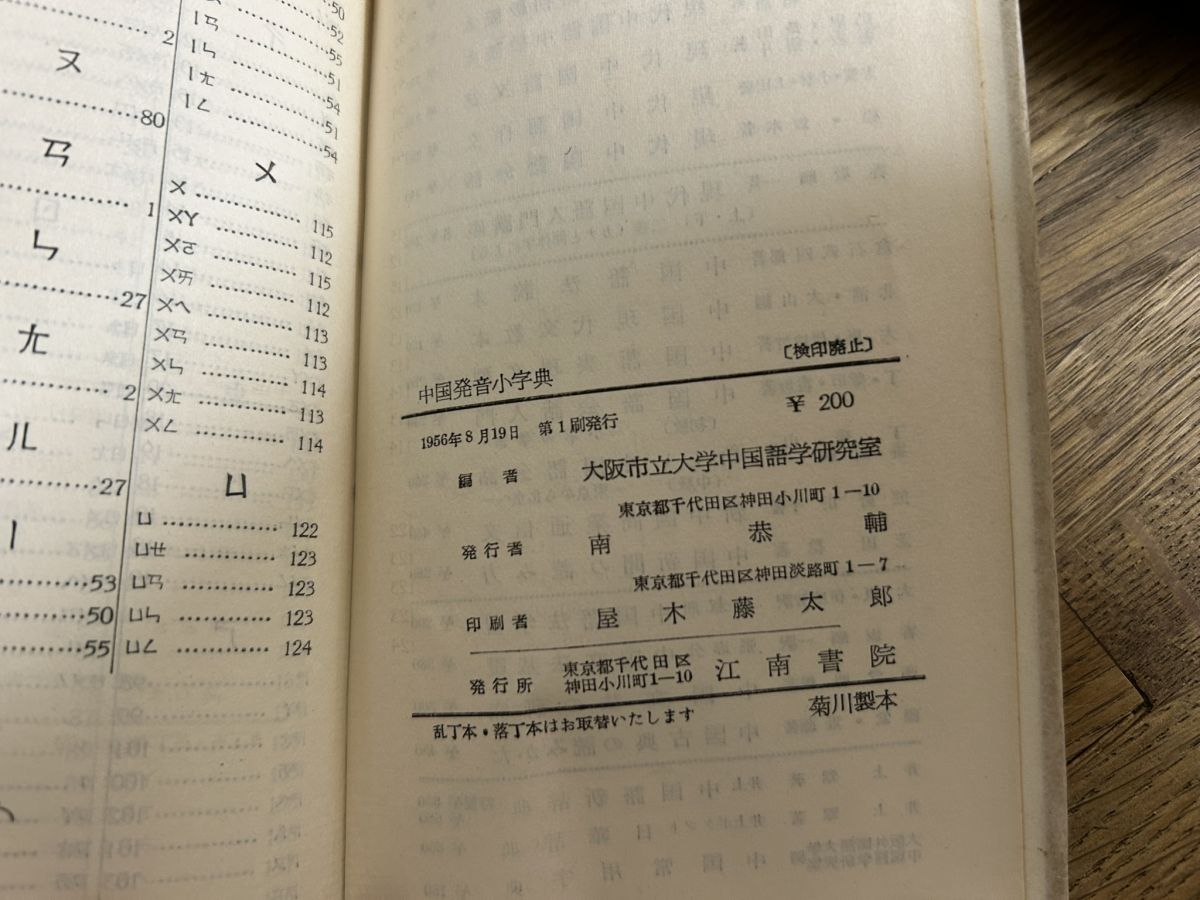 ㄡ
80
ㄢ
1
ㄣ
27
ㄤ
2
ㄦ
27
53
50
55
50
ㄧㄢ 52
ㄧㄣ 55
ㄧㄤ 51
ㄧㄥ 54
51
54
ㄨ
ㄨ 115
ㄨㄚ 112
ㄨㄛ 115
ㄨㄞ 112
ㄨㄟ 113
ㄨㄢ 113
ㄨㄣ 114
ㄨㄤ 113
ㄨㄥ 114
ㄩ
ㄩ 122
ㄩㄝ 123
ㄩㄢ 123
ㄩㄣ 123
ㄩㄥ 124
〔検印廃止〕
中国発音小字典
1956年8月19日 第1刷発行 ¥200
編者 大阪市立大学中国語学研究室
東京都千代田区神田小川町1-10
発行者 南恭輔
東京都千代田区神田淡路町1-7
印刷者 屋木藤太郎
発行所 東京都千代田区神田小川町1-10 江南書院
乱丁本・落丁本はお取替いたします 菊川製本